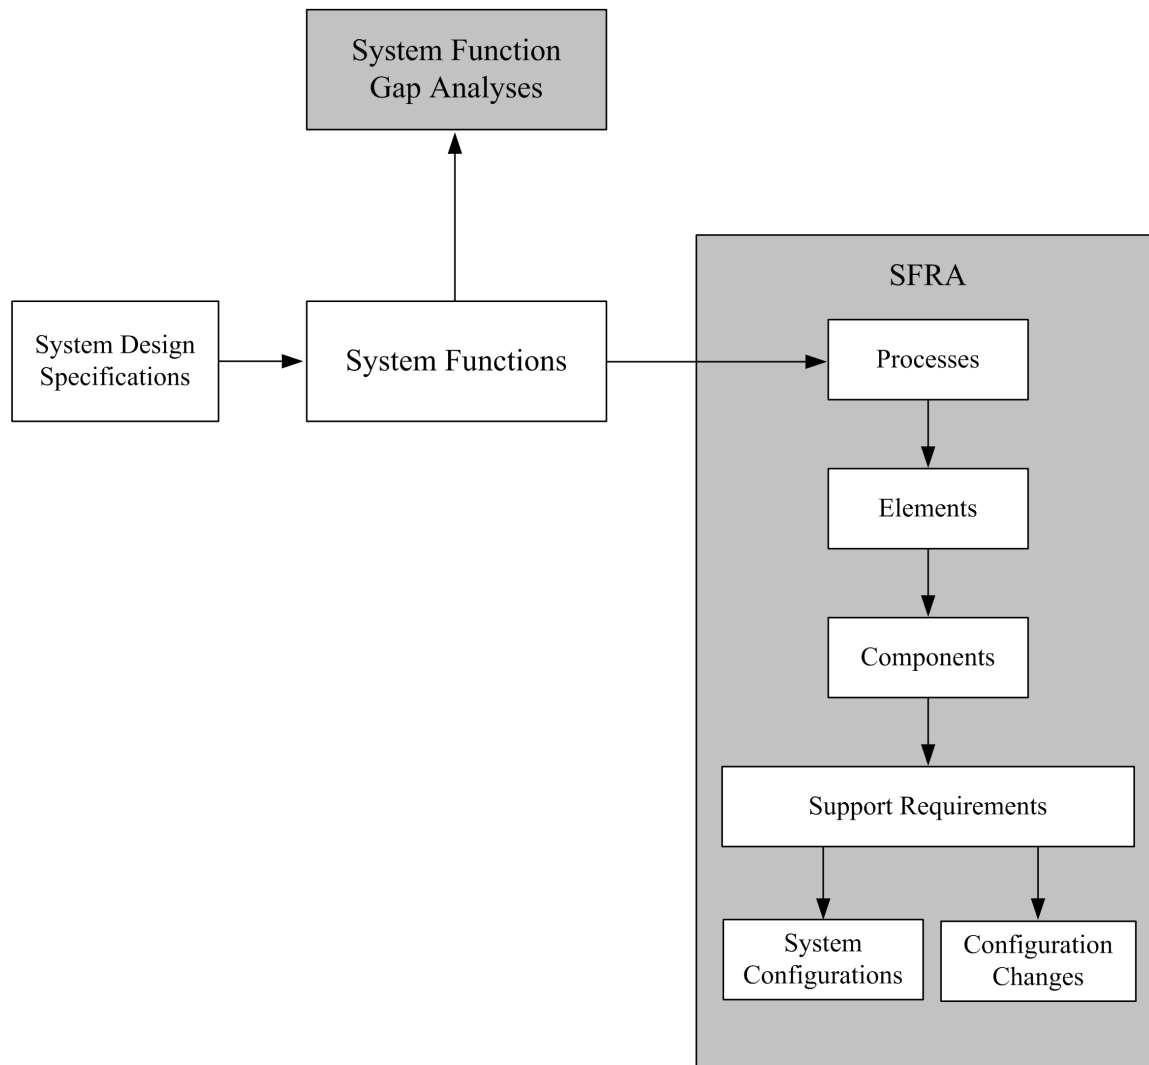 System Function
Gap Analyses
SFRA
System Design
Specifications
System Functions
Processes
Elements
Components
Support Requirements
System
Configurations
Configuration
Changes